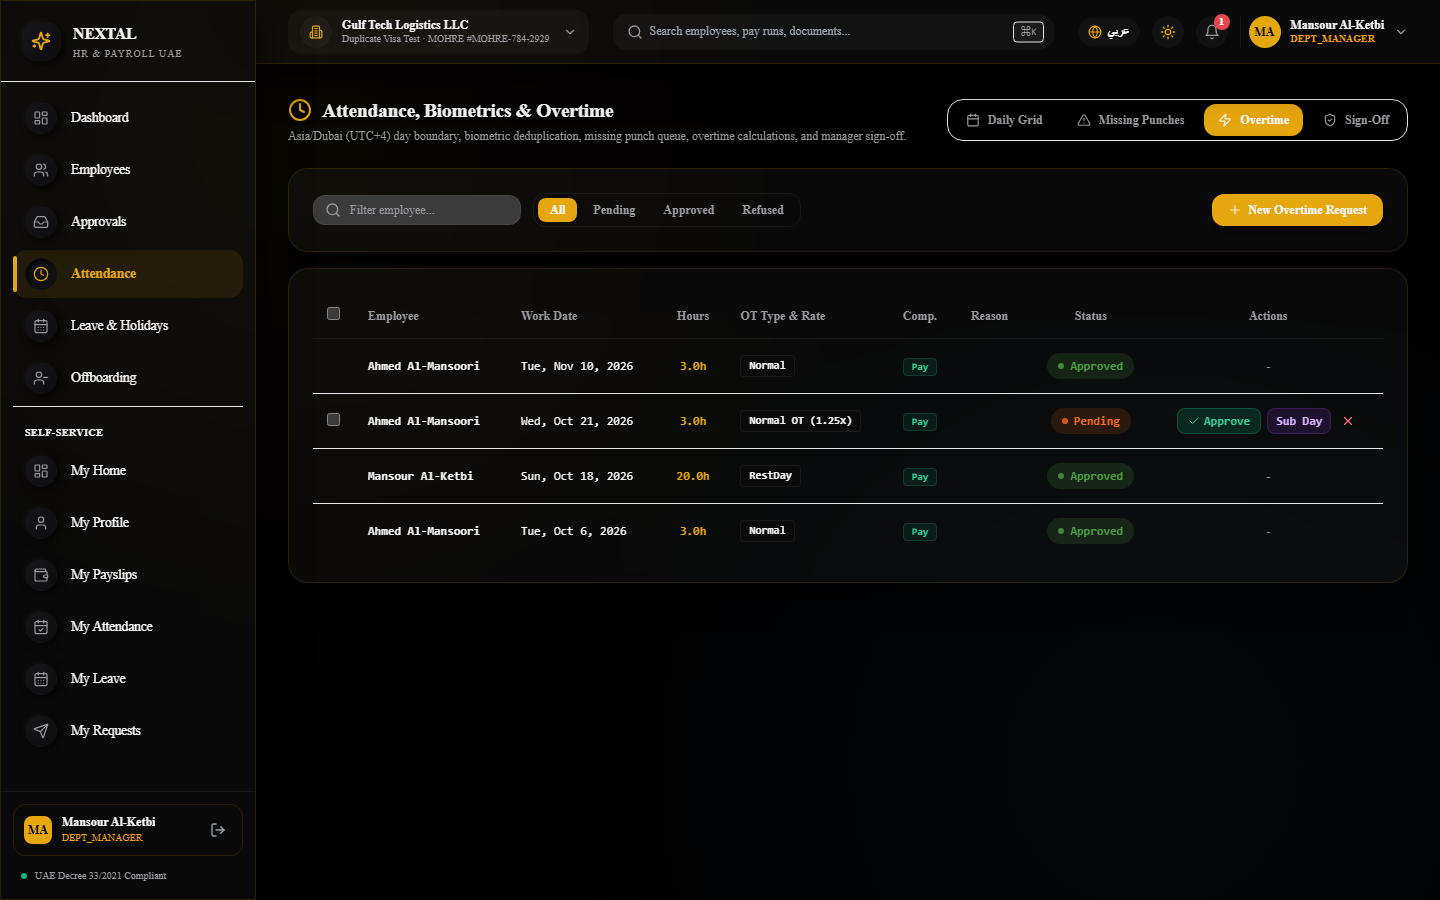 NEXTAL
HR & PAYROLL UAE
Dashboard
Employees
Approvals
Attendance
Leave & Holidays
Offboarding
SELF-SERVICE
My Home
My Profile
My Payslips
My Attendance
My Leave
My Requests
MA
Mansour Al-Ketbi
DEPT_MANAGER
UAE Decree 33/2021 Compliant
Gulf Tech Logistics LLC
Duplicate Visa Test · MOHRE #MOHRE-784-2929
Search employees, pay runs, documents...
⌘K
عربي
1
MA
Mansour Al-Ketbi
DEPT_MANAGER
Attendance, Biometrics & Overtime
Asia/Dubai (UTC+4) day boundary, biometric deduplication, missing punch queue, overtime calculations, and manager sign-off.
Daily Grid
Missing Punches
Overtime
Sign-Off
Filter employee...
All
Pending
Approved
Refused
New Overtime Request
Employee Work Date Hours OT Type & Rate Comp. Reason Status Actions
Ahmed Al-Mansoori Tue, Nov 10, 2026 3.0h Normal Pay Approved -
Ahmed Al-Mansoori Wed, Oct 21, 2026 3.0h Normal OT (1.25x) Pay Pending Approve Sub Day
Mansour Al-Ketbi Sun, Oct 18, 2026 20.0h RestDay Pay Approved -
Ahmed Al-Mansoori Tue, Oct 6, 2026 3.0h Normal Pay Approved -